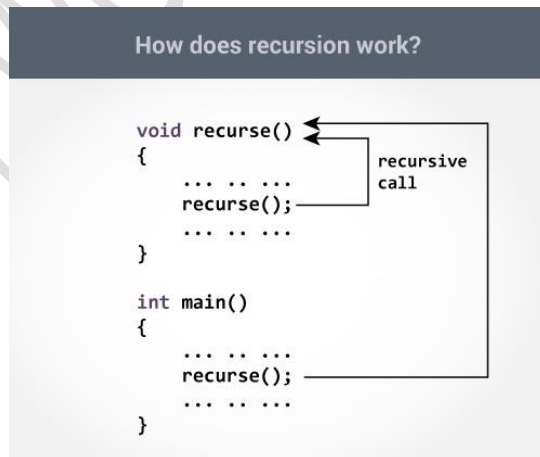 How does recursion work?
void recurse()
{
... .. ...
recurse();
... .. ...
}
recursive
call
int main()
{
... .. ...
recurse();
... .. ...
}